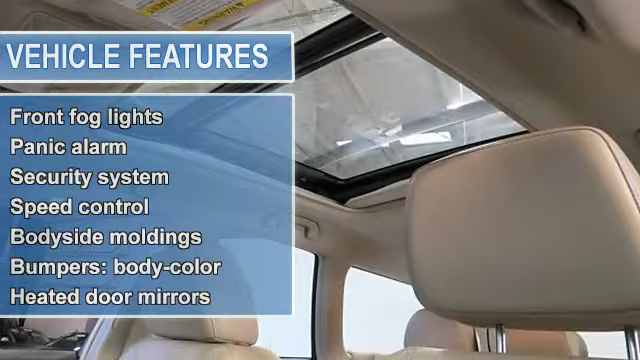 WARNING
VEHICLE FEATURES
Front fog lights
Panic alarm
Security system
Speed control
Bodyside moldings
Bumpers: body-color
Heated door mirrors